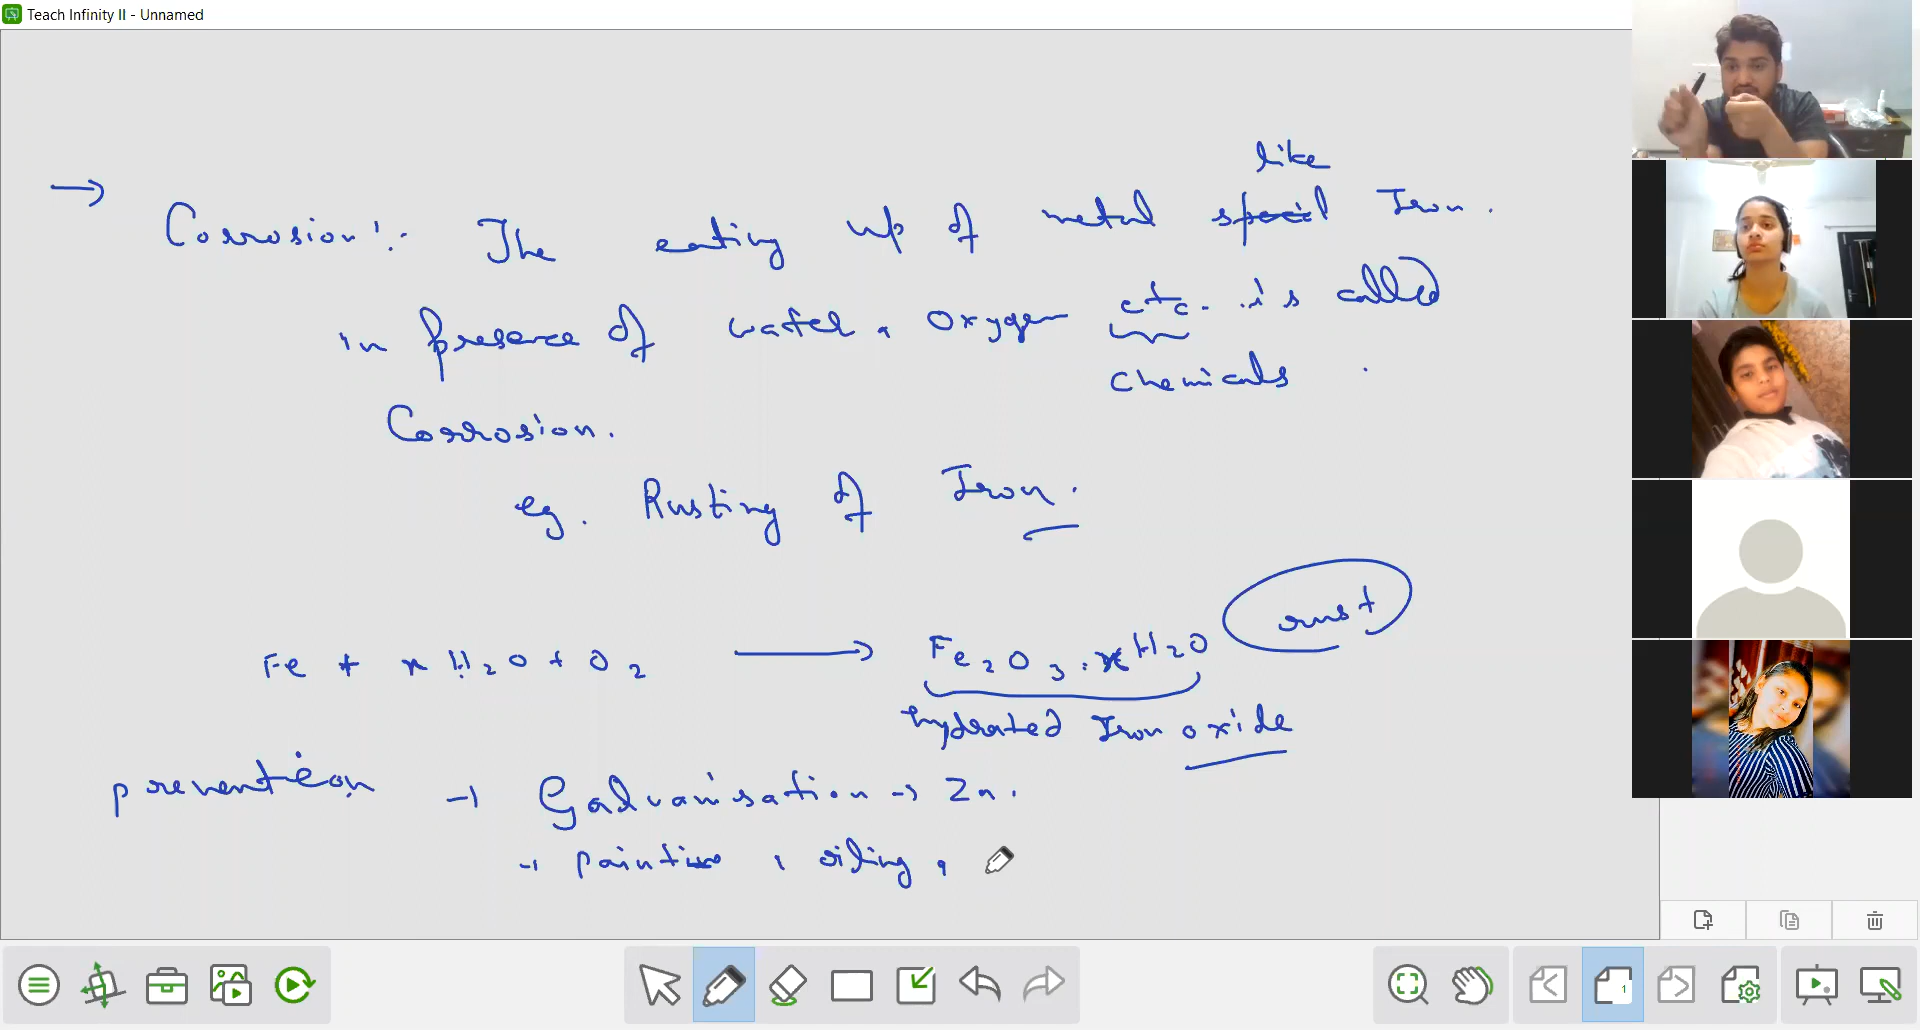 Teach Infinity II - Unnamed
like
→ Corrosion :- The eating up of metal Iron.
in presence of water, oxygen etc. is called
chemicals
Corrosion.
eg. Rusting of Iron.
rust
Fe + x H2O + O2 → Fe2O3.xH2O
hydrated Iron oxide
prevention → Galvanisation → Zn.
→ painting , oiling ,
1